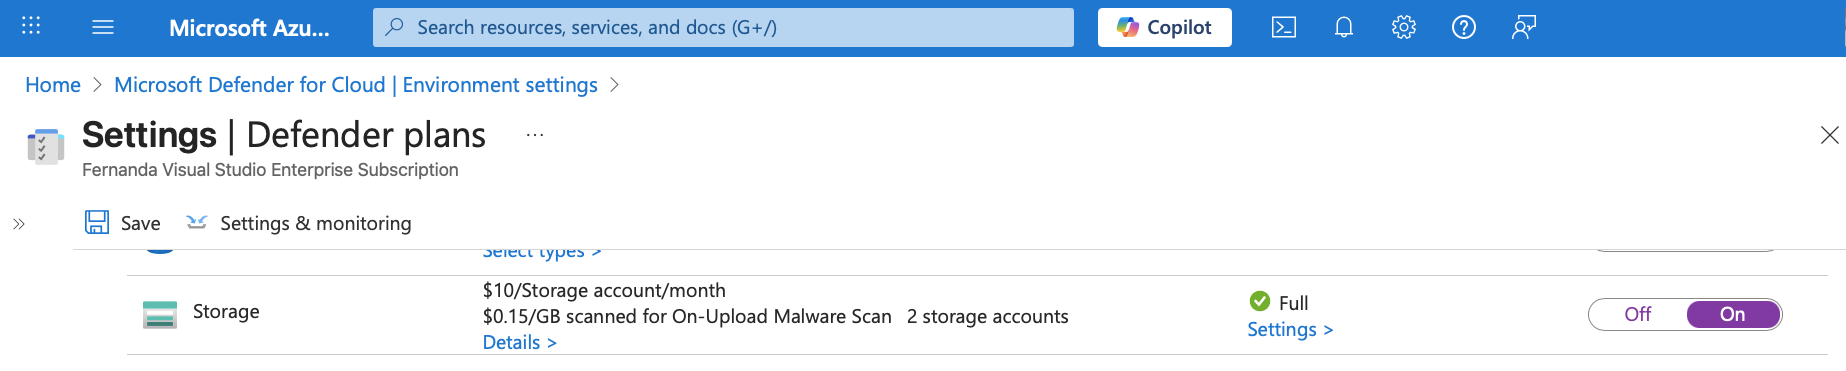 Microsoft Azu...
Search resources, services, and docs (G+/)
Copilot
Home > Microsoft Defender for Cloud | Environment settings >
Settings | Defender plans ...
Fernanda Visual Studio Enterprise Subscription
Save
Settings & monitoring
Select types >
Storage
$10/Storage account/month
$0.15/GB scanned for On-Upload Malware Scan
Details >
2 storage accounts
Full
Settings >
Off
On